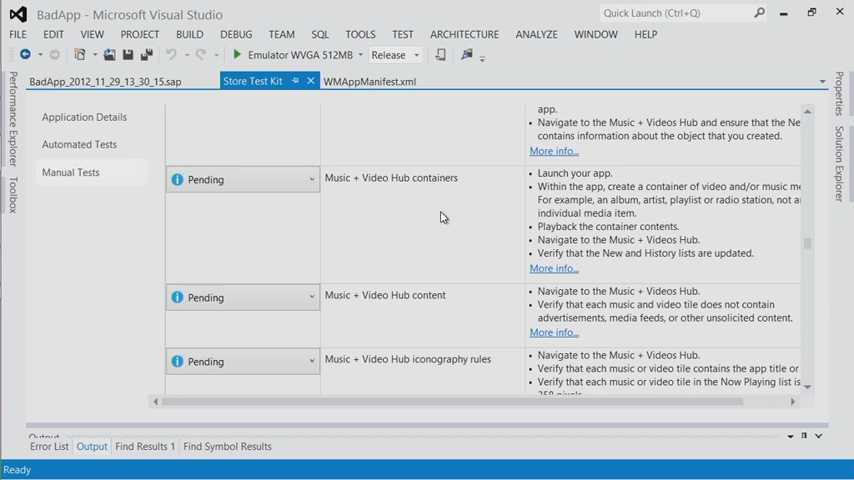 BadApp - Microsoft Visual Studio
Quick Launch (Ctrl+Q)
FILE EDIT VIEW PROJECT BUILD DEBUG TEAM SQL TOOLS TEST ARCHITECTURE ANALYZE WINDOW HELP
Emulator WVGA 512MB Release
BadApp_2012_11_29_13_30_15.sap Store Test Kit WMAppManifest.xml
Performance Explorer
Toolbox
Properties
Solution Explorer
Application Details
Automated Tests
Manual Tests
app.
• Navigate to the Music + Videos Hub and ensure that the Ne
contains information about the object that you created.
More info...
Pending Music + Video Hub containers
• Launch your app.
• Within the app, create a container of video and/or music me
For example, an album, artist, playlist or radio station, not an
individual media item.
• Playback the container contents.
• Navigate to the Music + Videos Hub.
• Verify that the New and History lists are updated.
More info...
Pending Music + Video Hub content
• Navigate to the Music + Videos Hub.
• Verify that each music and video tile does not contain
advertisements, media feeds, or other unsolicited content.
More info...
Pending Music + Video Hub iconography rules
• Navigate to the Music + Videos Hub.
• Verify that each music or video tile contains the app title or
• Verify that each music or video tile in the Now Playing list is
358 pixels.
Output
Error List Output Find Results 1 Find Symbol Results
Ready